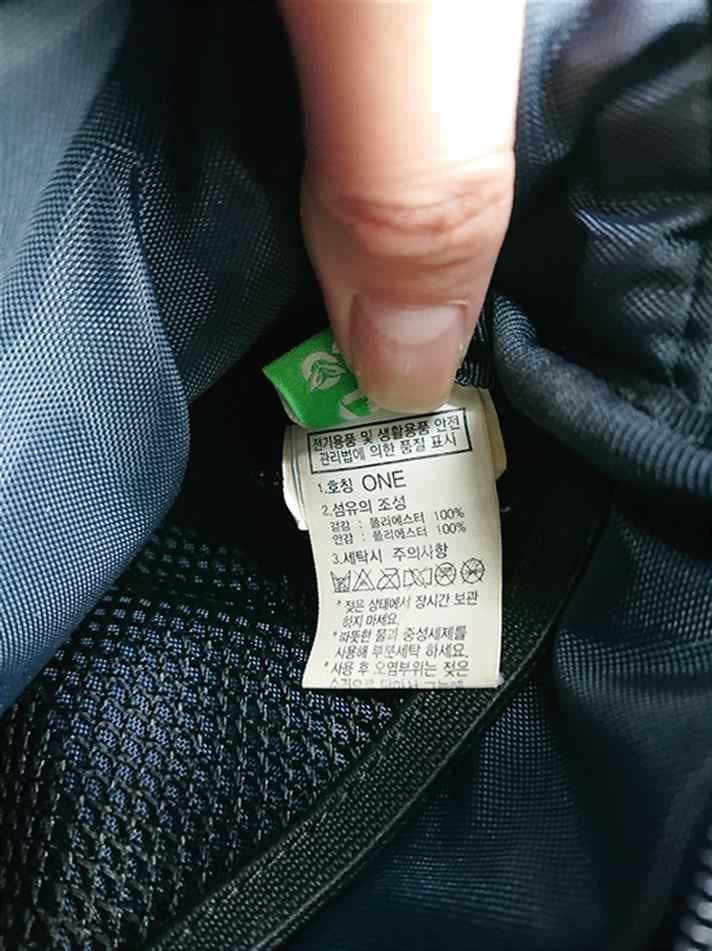 전기용품 및 생활용품 안전
관리법에 의한 품질 표시
1.호칭 ONE
2.섬유의 조성
겉감 : 폴리에스터 100%
안감 : 폴리에스터 100%
3.세탁시 주의사항
* 젖은 상태에서 장시간 보관
하지 마세요.
* 따뜻한 물과 중성세제를
사용해 부분세탁 하세요.
* 사용 후 오염부위는 젖은